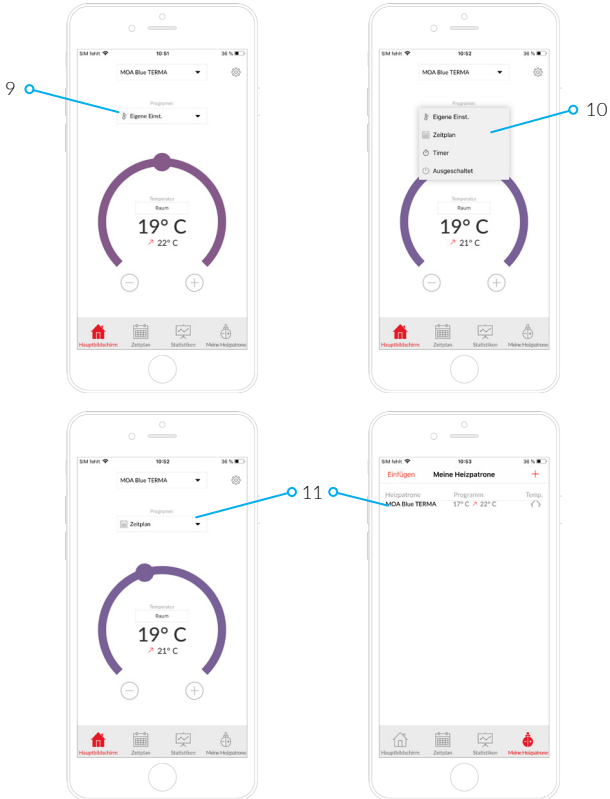 SIM fehlt 10:51 36 %
MOA Blue TERMA
9
Programm
Eigene Einst.
Temperatur
Raum
19° C
↗ 22° C
− +
Hauptbildschirm Zeitplan Statistiken Meine Heizpatrone
SIM fehlt 10:52 36 %
MOA Blue TERMA
Programm
10
Eigene Einst.
Zeitplan
Timer
Ausgeschaltet
Temperatur
Raum
19° C
↗ 21° C
− +
Hauptbildschirm Zeitplan Statistiken Meine Heizpatrone
SIM fehlt 10:52 36 %
MOA Blue TERMA
11
Programm
Zeitplan
Temperatur
Raum
19° C
↗ 21° C
− +
Hauptbildschirm Zeitplan Statistiken Meine Heizpatrone
SIM fehlt 10:53 36 %
Einfügen Meine Heizpatrone +
Heizpatrone Programm Temp.
MOA Blue TERMA 17° C ↗ 22° C
Hauptbildschirm Zeitplan Statistiken Meine Heizpatrone